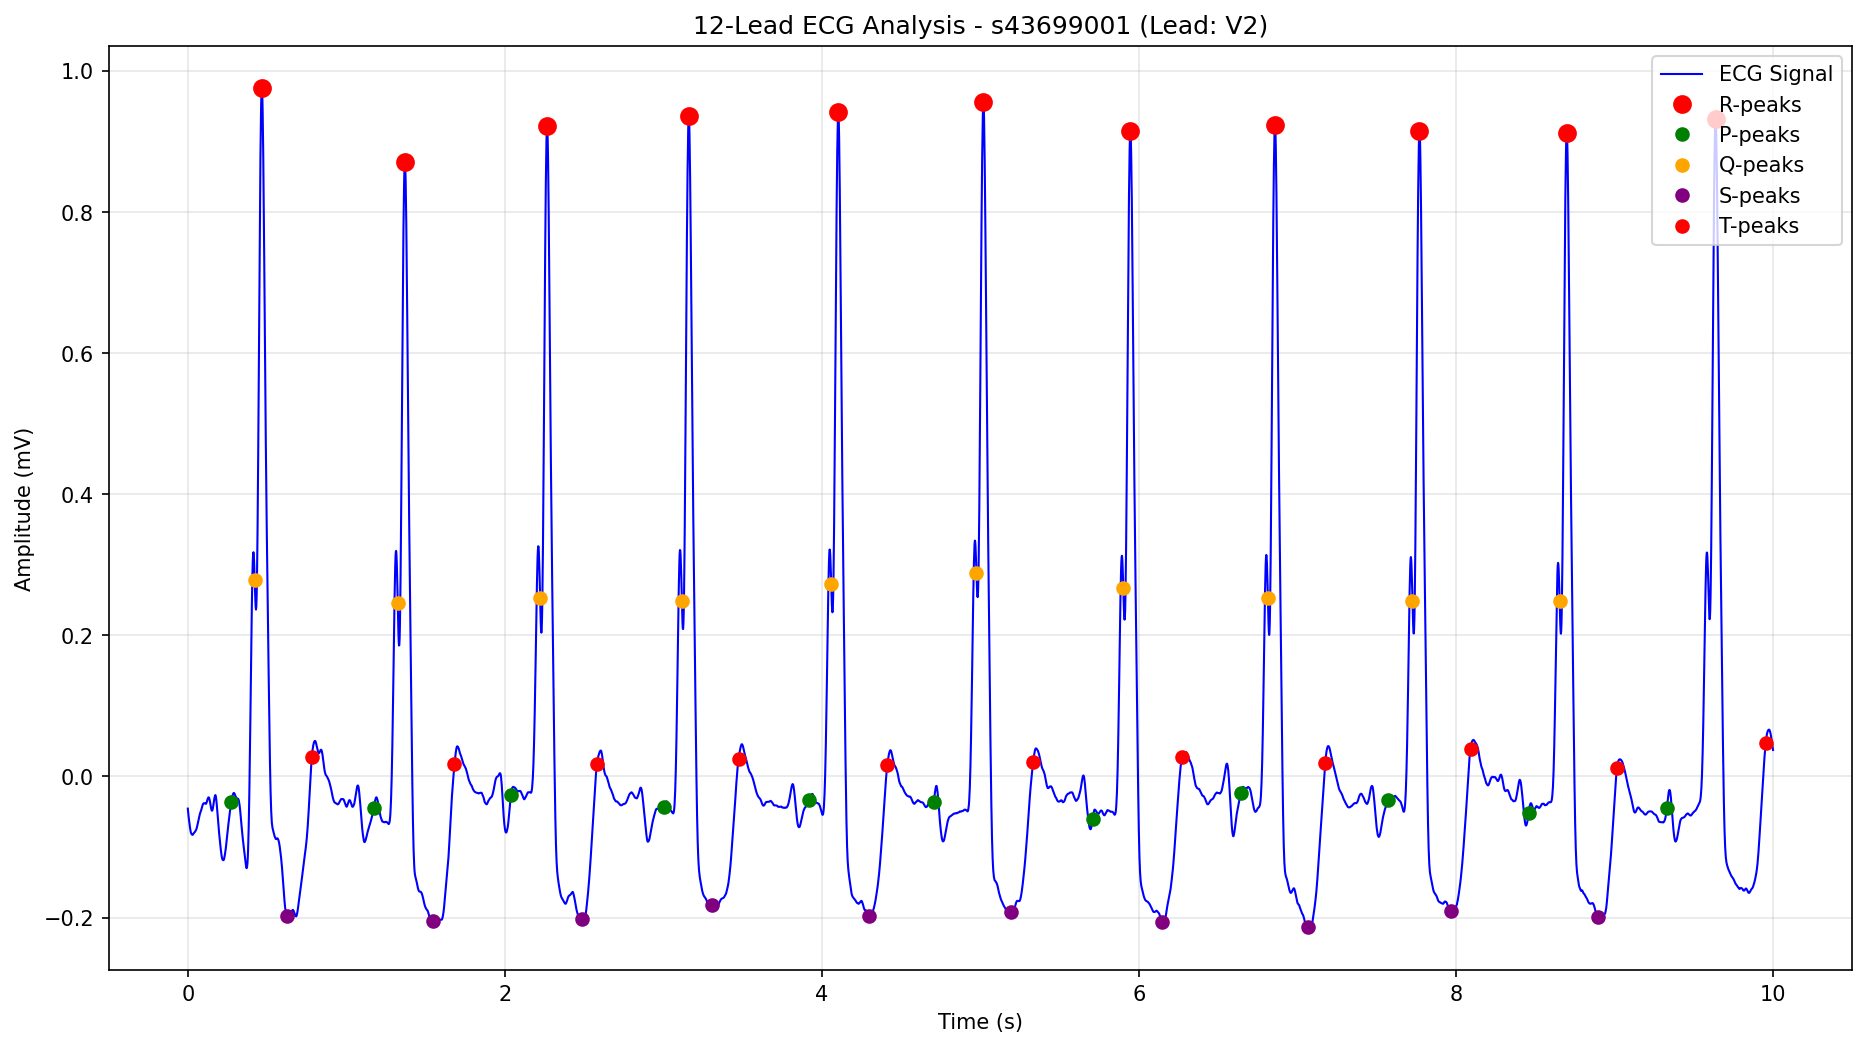 12-Lead ECG Analysis - s43699001 (Lead: V2)
ECG Signal
R-peaks
P-peaks
Q-peaks
S-peaks
T-peaks
Amplitude (mV)
1.0
0.8
0.6
0.4
0.2
0.0
−0.2
0 2 4 6 8 10
Time (s)